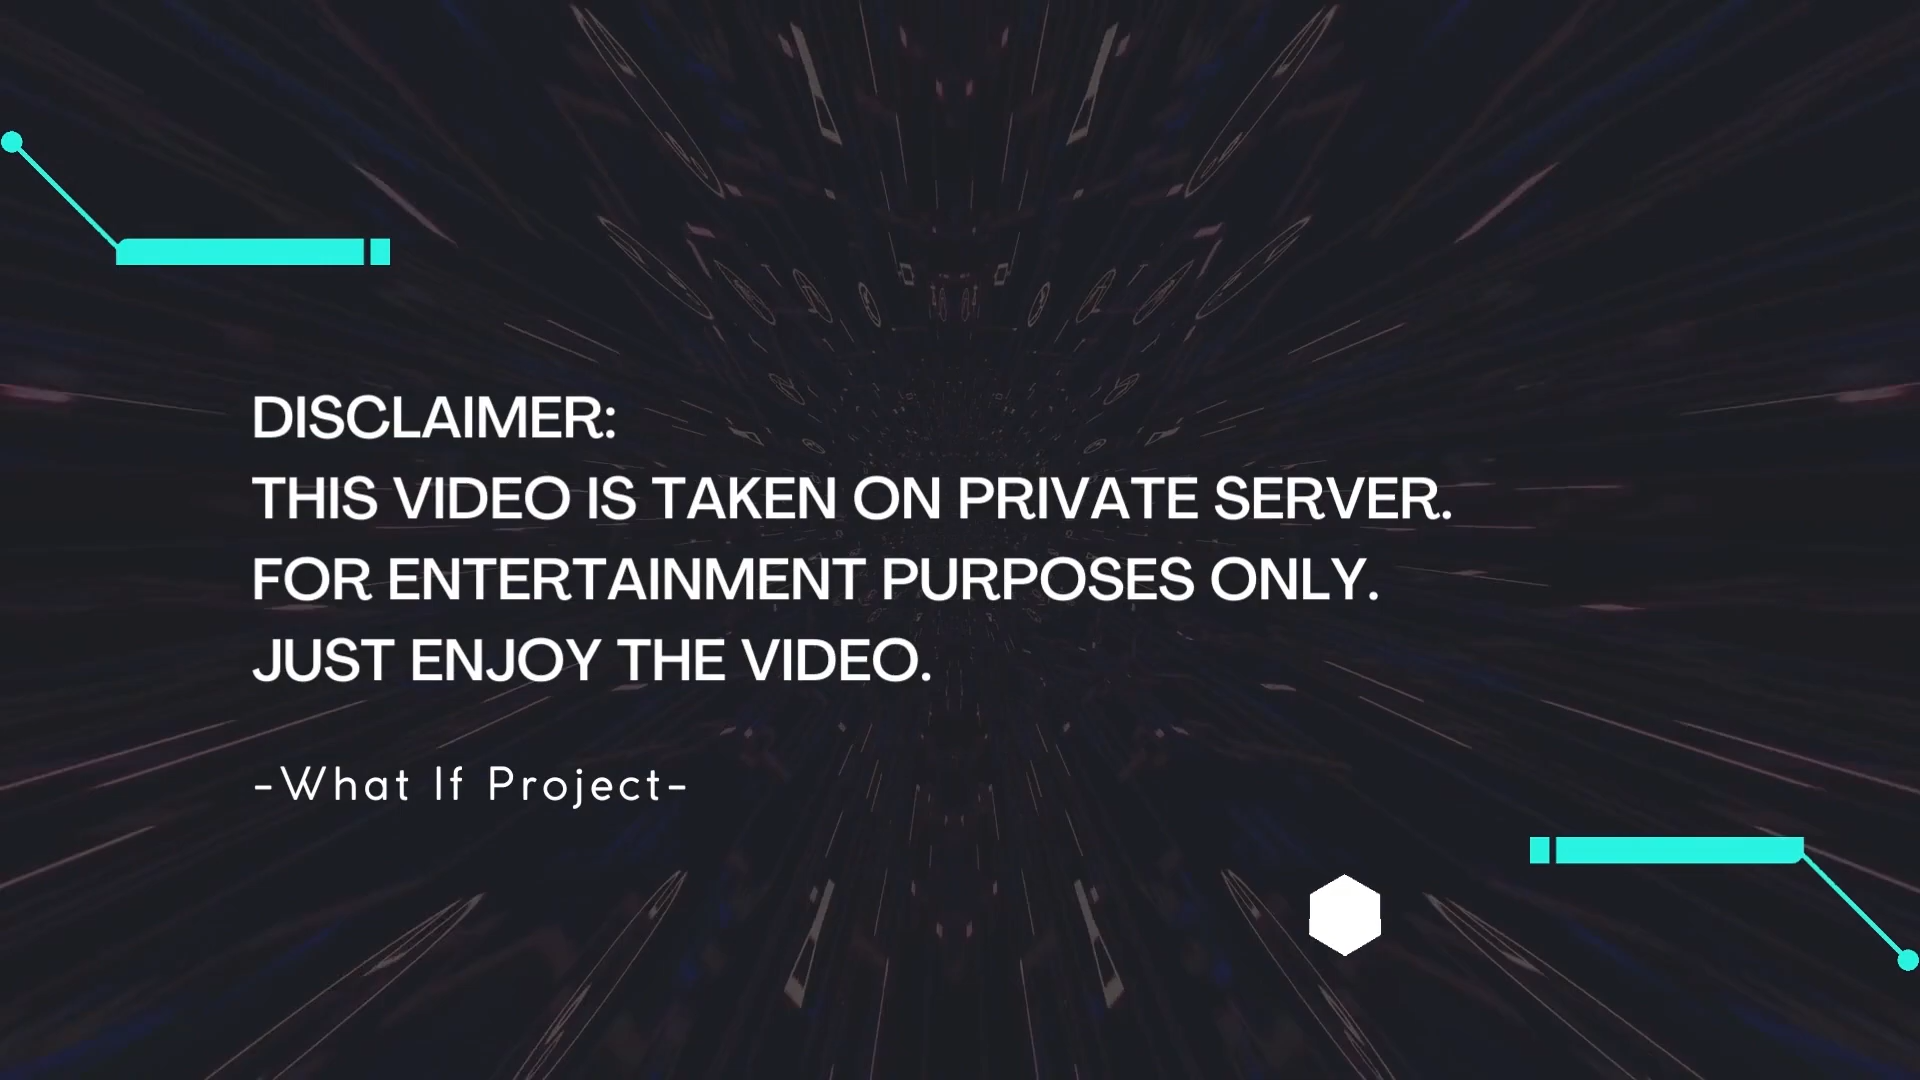 DISCLAIMER:
THIS VIDEO IS TAKEN ON PRIVATE SERVER.
FOR ENTERTAINMENT PURPOSES ONLY.
JUST ENJOY THE VIDEO.
-What If Project-